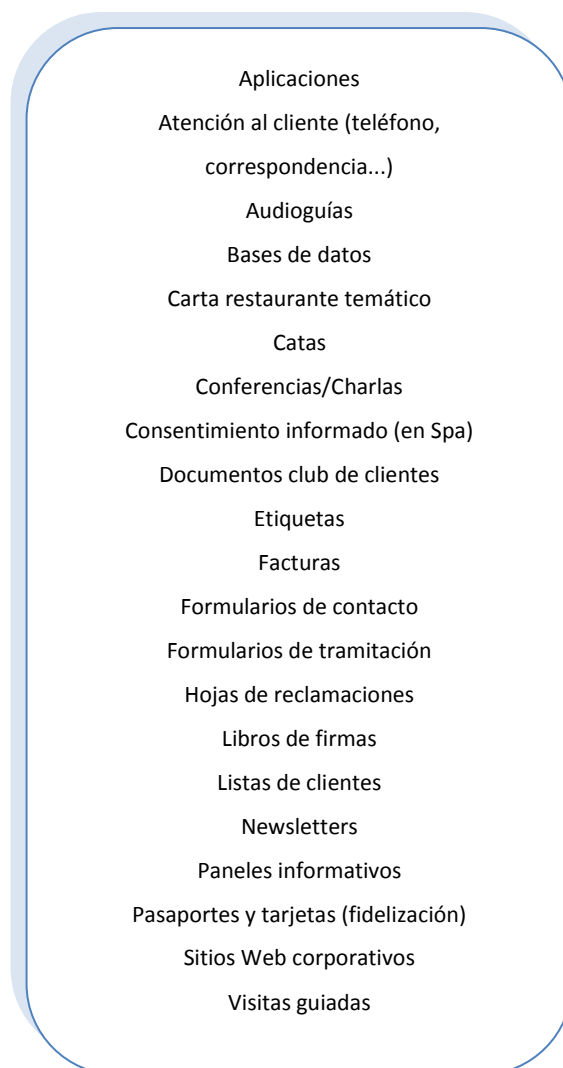 Aplicaciones
Atención al cliente (teléfono,
correspondencia...)
Audioguías
Bases de datos
Carta restaurante temático
Catas
Conferencias/Charlas
Consentimiento informado (en Spa)
Documentos club de clientes
Etiquetas
Facturas
Formularios de contacto
Formularios de tramitación
Hojas de reclamaciones
Libros de firmas
Listas de clientes
Newsletters
Paneles informativos
Pasaportes y tarjetas (fidelización)
Sitios Web corporativos
Visitas guiadas